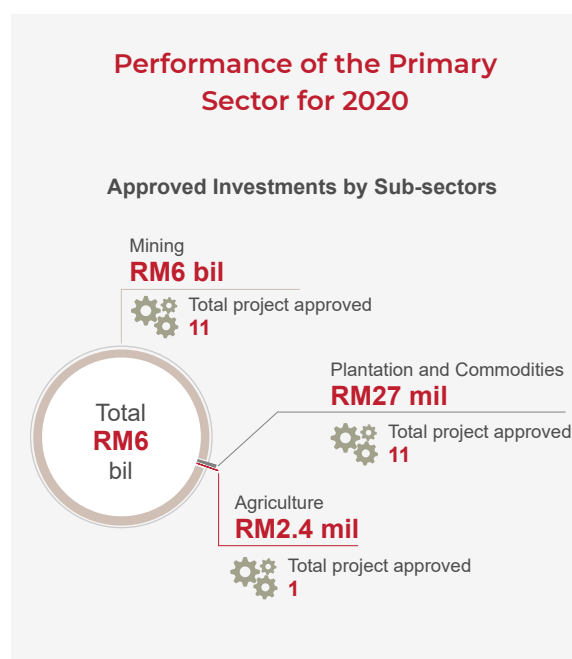 Performance of the Primary
Sector for 2020
Approved Investments by Sub-sectors
Mining
RM6 bil
Total project approved
11
Plantation and Commodities
RM27 mil
Total project approved
11
Total
RM6
bil
Agriculture
RM2.4 mil
Total project approved
1